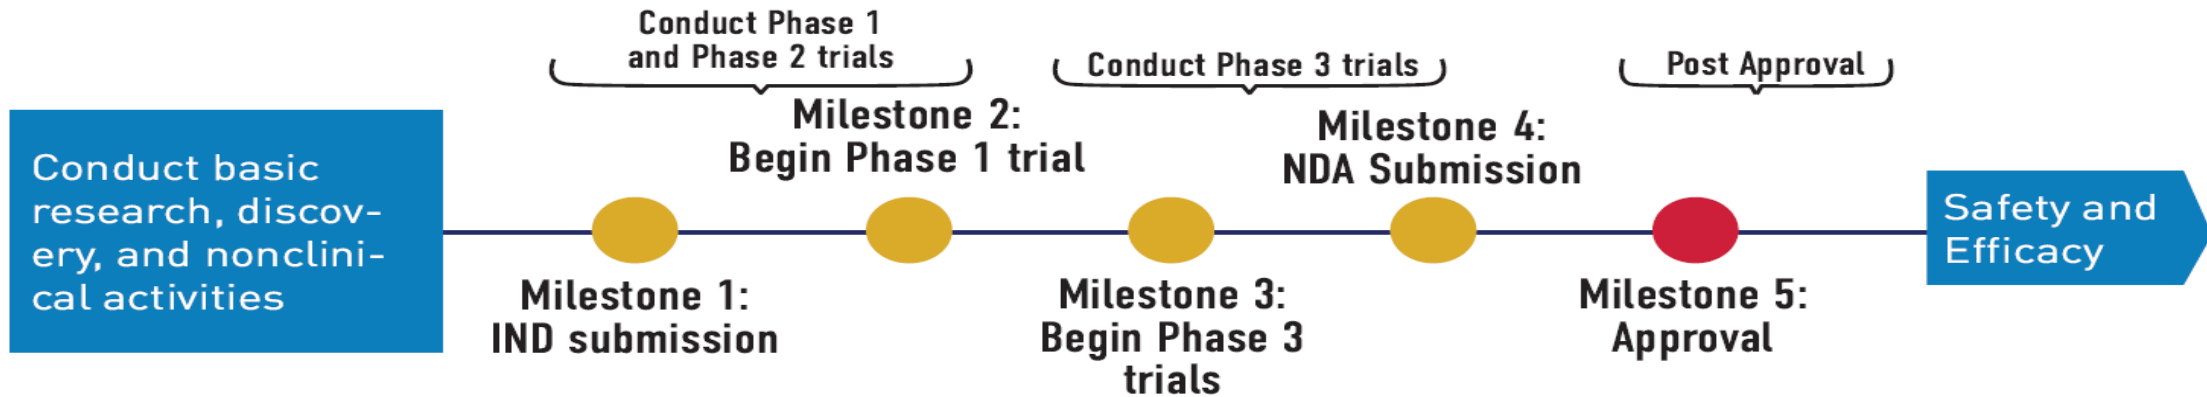 Conduct Phase 1
and Phase 2 trials
Conduct Phase 3 trials
Post Approval
Milestone 2:
Begin Phase 1 trial
Milestone 4:
NDA Submission
Conduct basic
research, discov-
ery, and nonclini-
cal activities
Safety and
Efficacy
Milestone 1:
IND submission
Milestone 3:
Begin Phase 3
trials
Milestone 5:
Approval